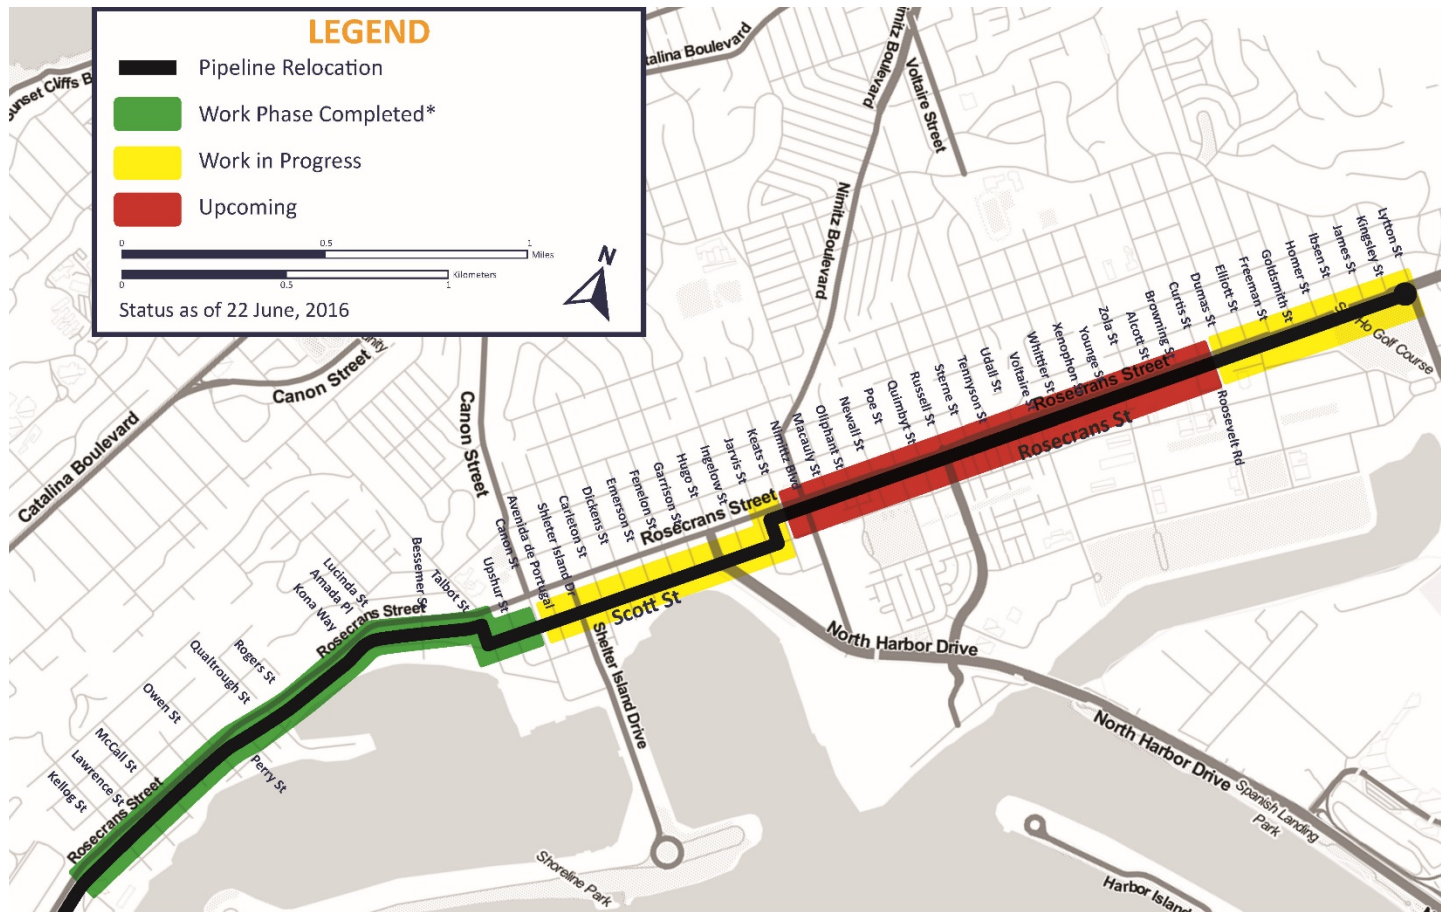 LEGEND
Pipeline Relocation
Work Phase Completed*
Work in Progress
Upcoming
0 0.5 1
Miles
Kilometers
0 0.5 1
N
Status as of 22 June, 2016
Catalina Boulevard
Nimitz Boulevard
Voltaire Street
Nimitz Boulevard
Canon Street
Catalina Boulevard
Canon Street
Lytton St
Kingsley St
James St
Ibsen St
Homer St
Goldsmith St
Freeman St
Elliott St
Dumas St
Curtis St
Browning St
Alcott St
Zola St
Younge S
Xenophon
Whittier St
Voltaire St
Udall St
Tennyson St
Sterne St
Russell St
Quirnbyt St
Poe St
Newall St
Oliphant St
Macauly St
Nimittz Blvd
Keats St
Jarvis St
Ingelow St
Hugo St
Garrison St
Fenelon St
Emerson St
Dickens St
Carleton St
Shleter Island Dr
Avenida de Portugal
Canon St
Upshur St
Talbot St
Bessemer St
Lucinda St
Amada Pl
Kona Way
Rogers St
Qualtrough St
Owen St
McCall St
Lawrence St
Kellog St
Perry St
Rosecrans Street
Rosecrans Street
Rosecrans Street
Rosecrans Street
Rosecrans St
Scott St
Roosevelt Rd
Ho Golf Course
Shelter Island Drive
North Harbor Drive
North Harbor Drive
Spanish Landing
Park
Shoreline Park
Harbor Island